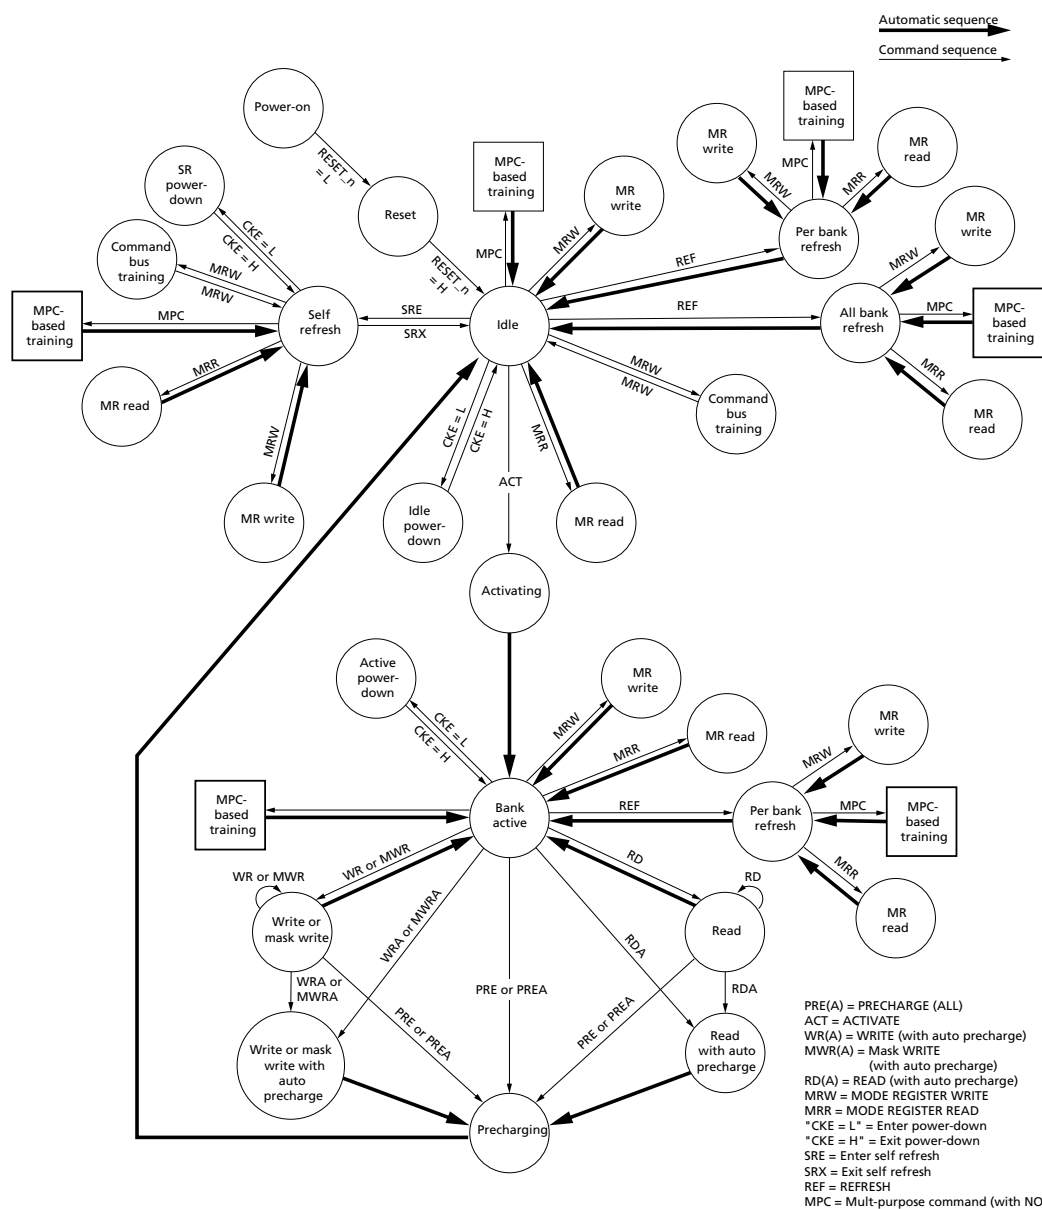 Automatic sequence
Command sequence
Power-on
RESET_n
= L
Reset
RESET_n
= H
SR
power-
down
CKE = L
CKE = H
Command
bus
training
MRW
MRW
MPC-
based
training
MPC
Self
refresh
SRE
SRX
MRR
MR read
MRW
MR write
MPC-
based
training
MPC
MR
write
MRW
Idle
REF
REF
MR
write
MRW
MPC-
based
training
MPC
MR
read
MRR
Per bank
refresh
MR
write
MRW
All bank
refresh
MPC
MPC-
based
training
MRR
MR
read
MRW
MRW
Command
bus
training
CKE = L
CKE = H
Idle
power-
down
ACT
MRR
MR read
Activating
Active
power-
down
CKE = L
CKE = H
MR
write
MRW
MR read
MRR
MPC-
based
training
Bank
active
REF
Per bank
refresh
MR
write
MRW
MPC
MPC-
based
training
MRR
MR
read
WR or MWR
WR or MWR
Write or
mask write
WRA or MWRA
RD
RD
Read
RDA
WRA or
MWRA
PRE or PREA
PRE or PREA
PRE or PREA
RDA
Write or mask
write with
auto
precharge
Read
with auto
precharge
Precharging
PRE(A) = PRECHARGE (ALL)
ACT = ACTIVATE
WR(A) = WRITE (with auto precharge)
MWR(A) = Mask WRITE
(with auto precharge)
RD(A) = READ (with auto precharge)
MRW = MODE REGISTER WRITE
MRR = MODE REGISTER READ
"CKE = L" = Enter power-down
"CKE = H" = Exit power-down
SRE = Enter self refresh
SRX = Exit self refresh
REF = REFRESH
MPC = Mult-purpose command (with NO